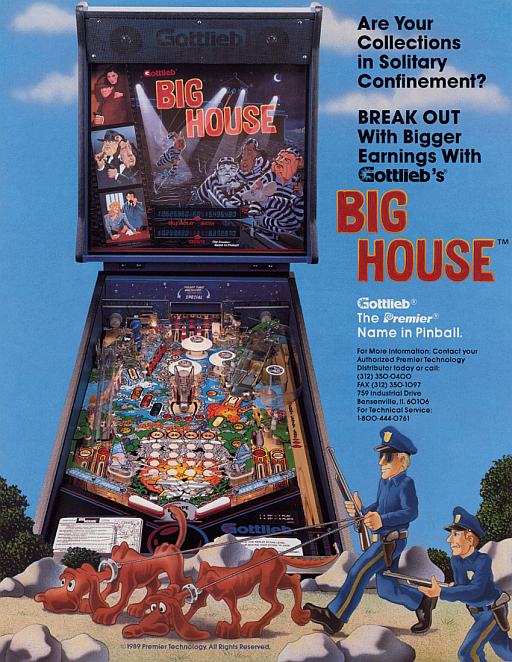 Gottlieb
Gottlieb
BIG
HOUSE
SPECIAL
Gottlieb
Are Your
Collections
in Solitary
Confinement?
BREAK OUT
With Bigger
Earnings With
Gottlieb's®
BIG
HOUSE™
Gottlieb®
The Premier®
Name in Pinball.
For More Information: Contact your
Authorized Premier Technology
Distributor today or call:
(312) 350-0400
FAX (312) 350-1097
759 Industrial Drive
Bensenville, IL 60106
For Technical Service:
1-800-444-0761
©1989 Premier Technology. All Rights Reserved.